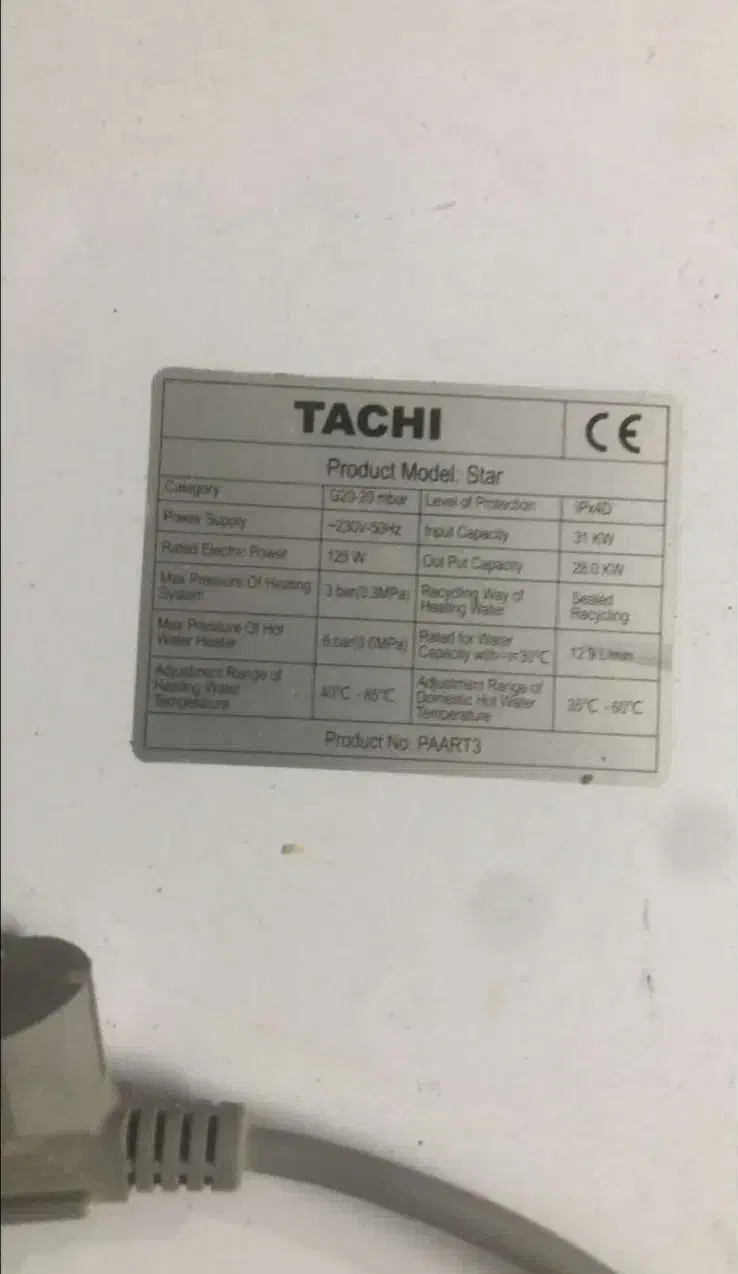 TACHI
CE
Product Model: Star
Category G20-20 mbar Level of Protection IPx4D
Power Supply ~230V-50Hz Input Capacity 31 KW
Rated Electric Power 125 W Out Put Capacity 28.0 KW
Max Pressure Of Heating
System
3 bar(0.3MPa)
Recycling Way of
Heating Water
Sealed
Recycling
Max Pressure Of Hot
Water Heater
6 bar(0.6MPa)
Rated for Water
Capacity with =30°C
12.9 L/min
Adjustment Range of
Heating Water
Temperature
40°C - 85°C
Adjustment Range of
Domestic Hot Water
Temperature
35°C - 60°C
Product No: PAART3